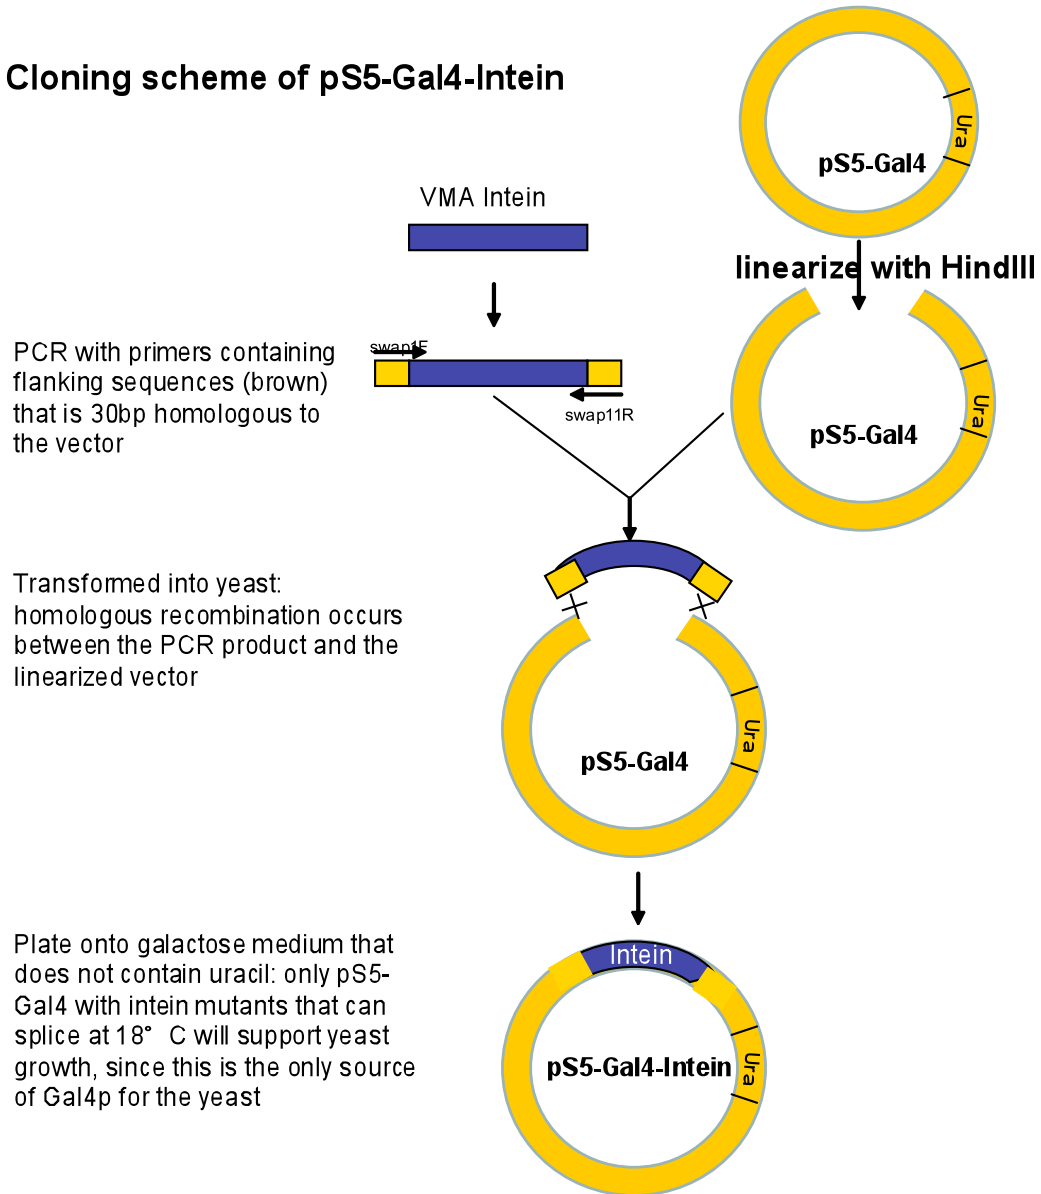 Cloning scheme of pS5-Gal4-Intein
Ura
pS5-Gal4
VMA Intein
linearize with HindIII
PCR with primers containing
flanking sequences (brown)
that is 30bp homologous to
the vector
swap1F
swap11R
Ura
pS5-Gal4
Transformed into yeast:
homologous recombination occurs
between the PCR product and the
linearized vector
Ura
pS5-Gal4
Plate onto galactose medium that
does not contain uracil: only pS5-
Gal4 with intein mutants that can
splice at 18° C will support yeast
growth, since this is the only source
of Gal4p for the yeast
Intein
pS5-Gal4-Intein
Ura